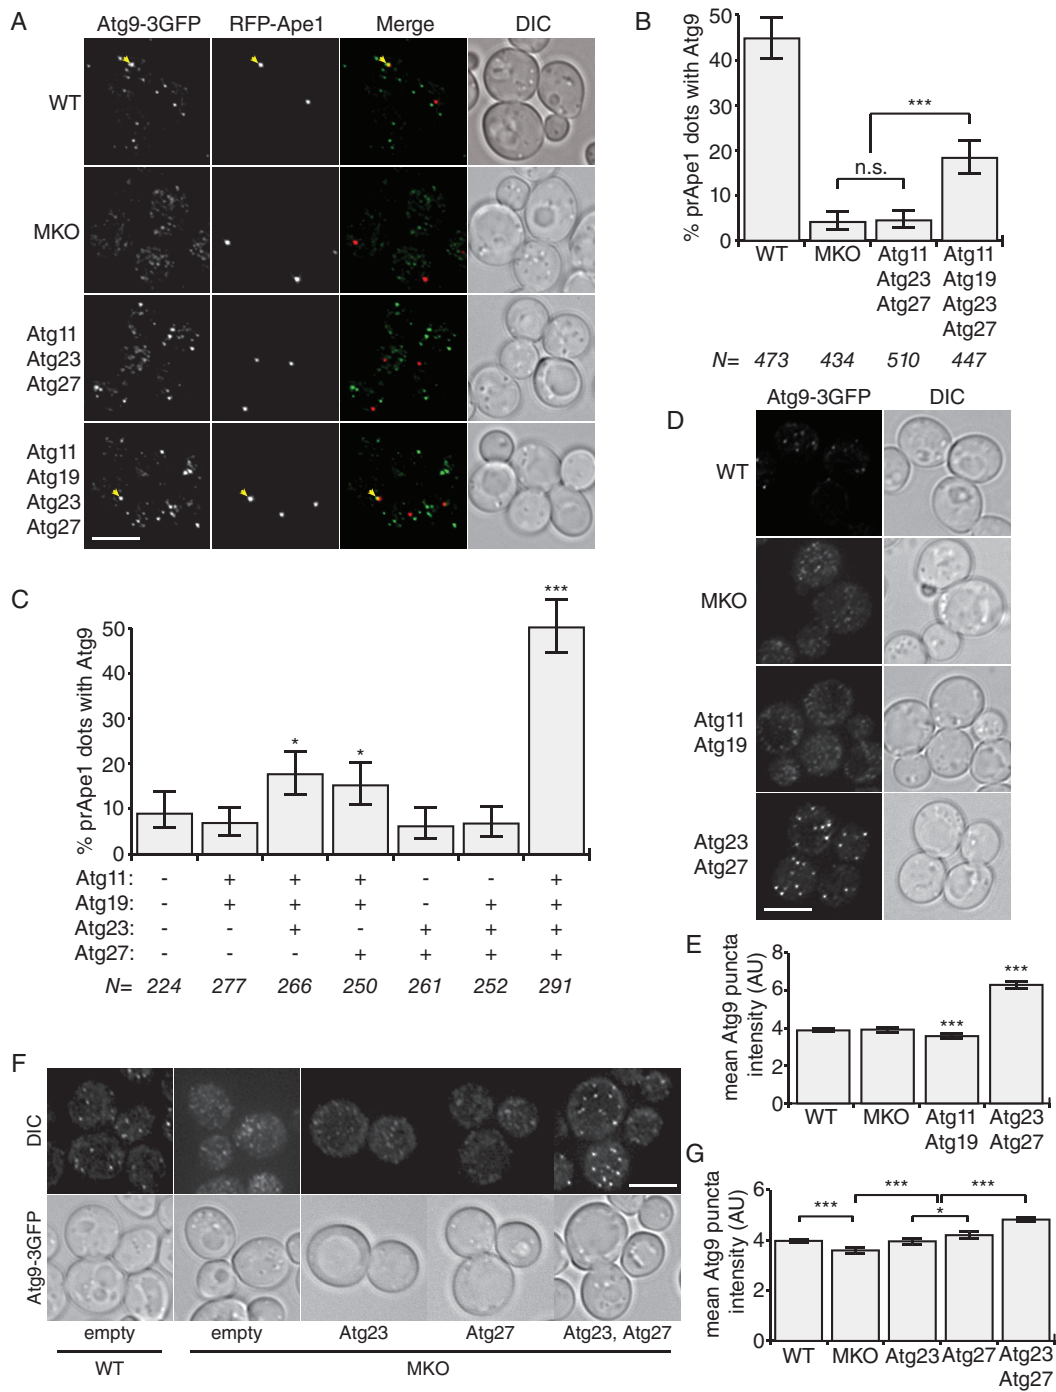 A
Atg9-3GFP RFP-Ape1 Merge DIC
WT
MKO
Atg11
Atg23
Atg27
Atg11
Atg19
Atg23
Atg27
B
% prApe1 dots with Atg9
50
40
30
20
10
0
n.s.
***
WT MKO Atg11 Atg11
Atg23 Atg19
Atg27 Atg23
Atg27
N= 473 434 510 447
C
% prApe1 dots with Atg9
50
40
30
20
10
0
* * ***
Atg11: - + + + - - +
Atg19: - + + + - + +
Atg23: - - + - + + +
Atg27: - - - + + + +
N= 224 277 266 250 261 252 291
D
Atg9-3GFP DIC
WT
MKO
Atg11
Atg19
Atg23
Atg27
E
mean Atg9 puncta
intensity (AU)
8
6
4
2
0
*** ***
WT MKO Atg11 Atg23
Atg19 Atg27
F
DIC
Atg9-3GFP
empty empty Atg23 Atg27 Atg23, Atg27
WT MKO
G
mean Atg9 puncta
intensity (AU)
6
4
2
0
*** *** * ***
WT MKO Atg23 Atg27 Atg23
Atg27